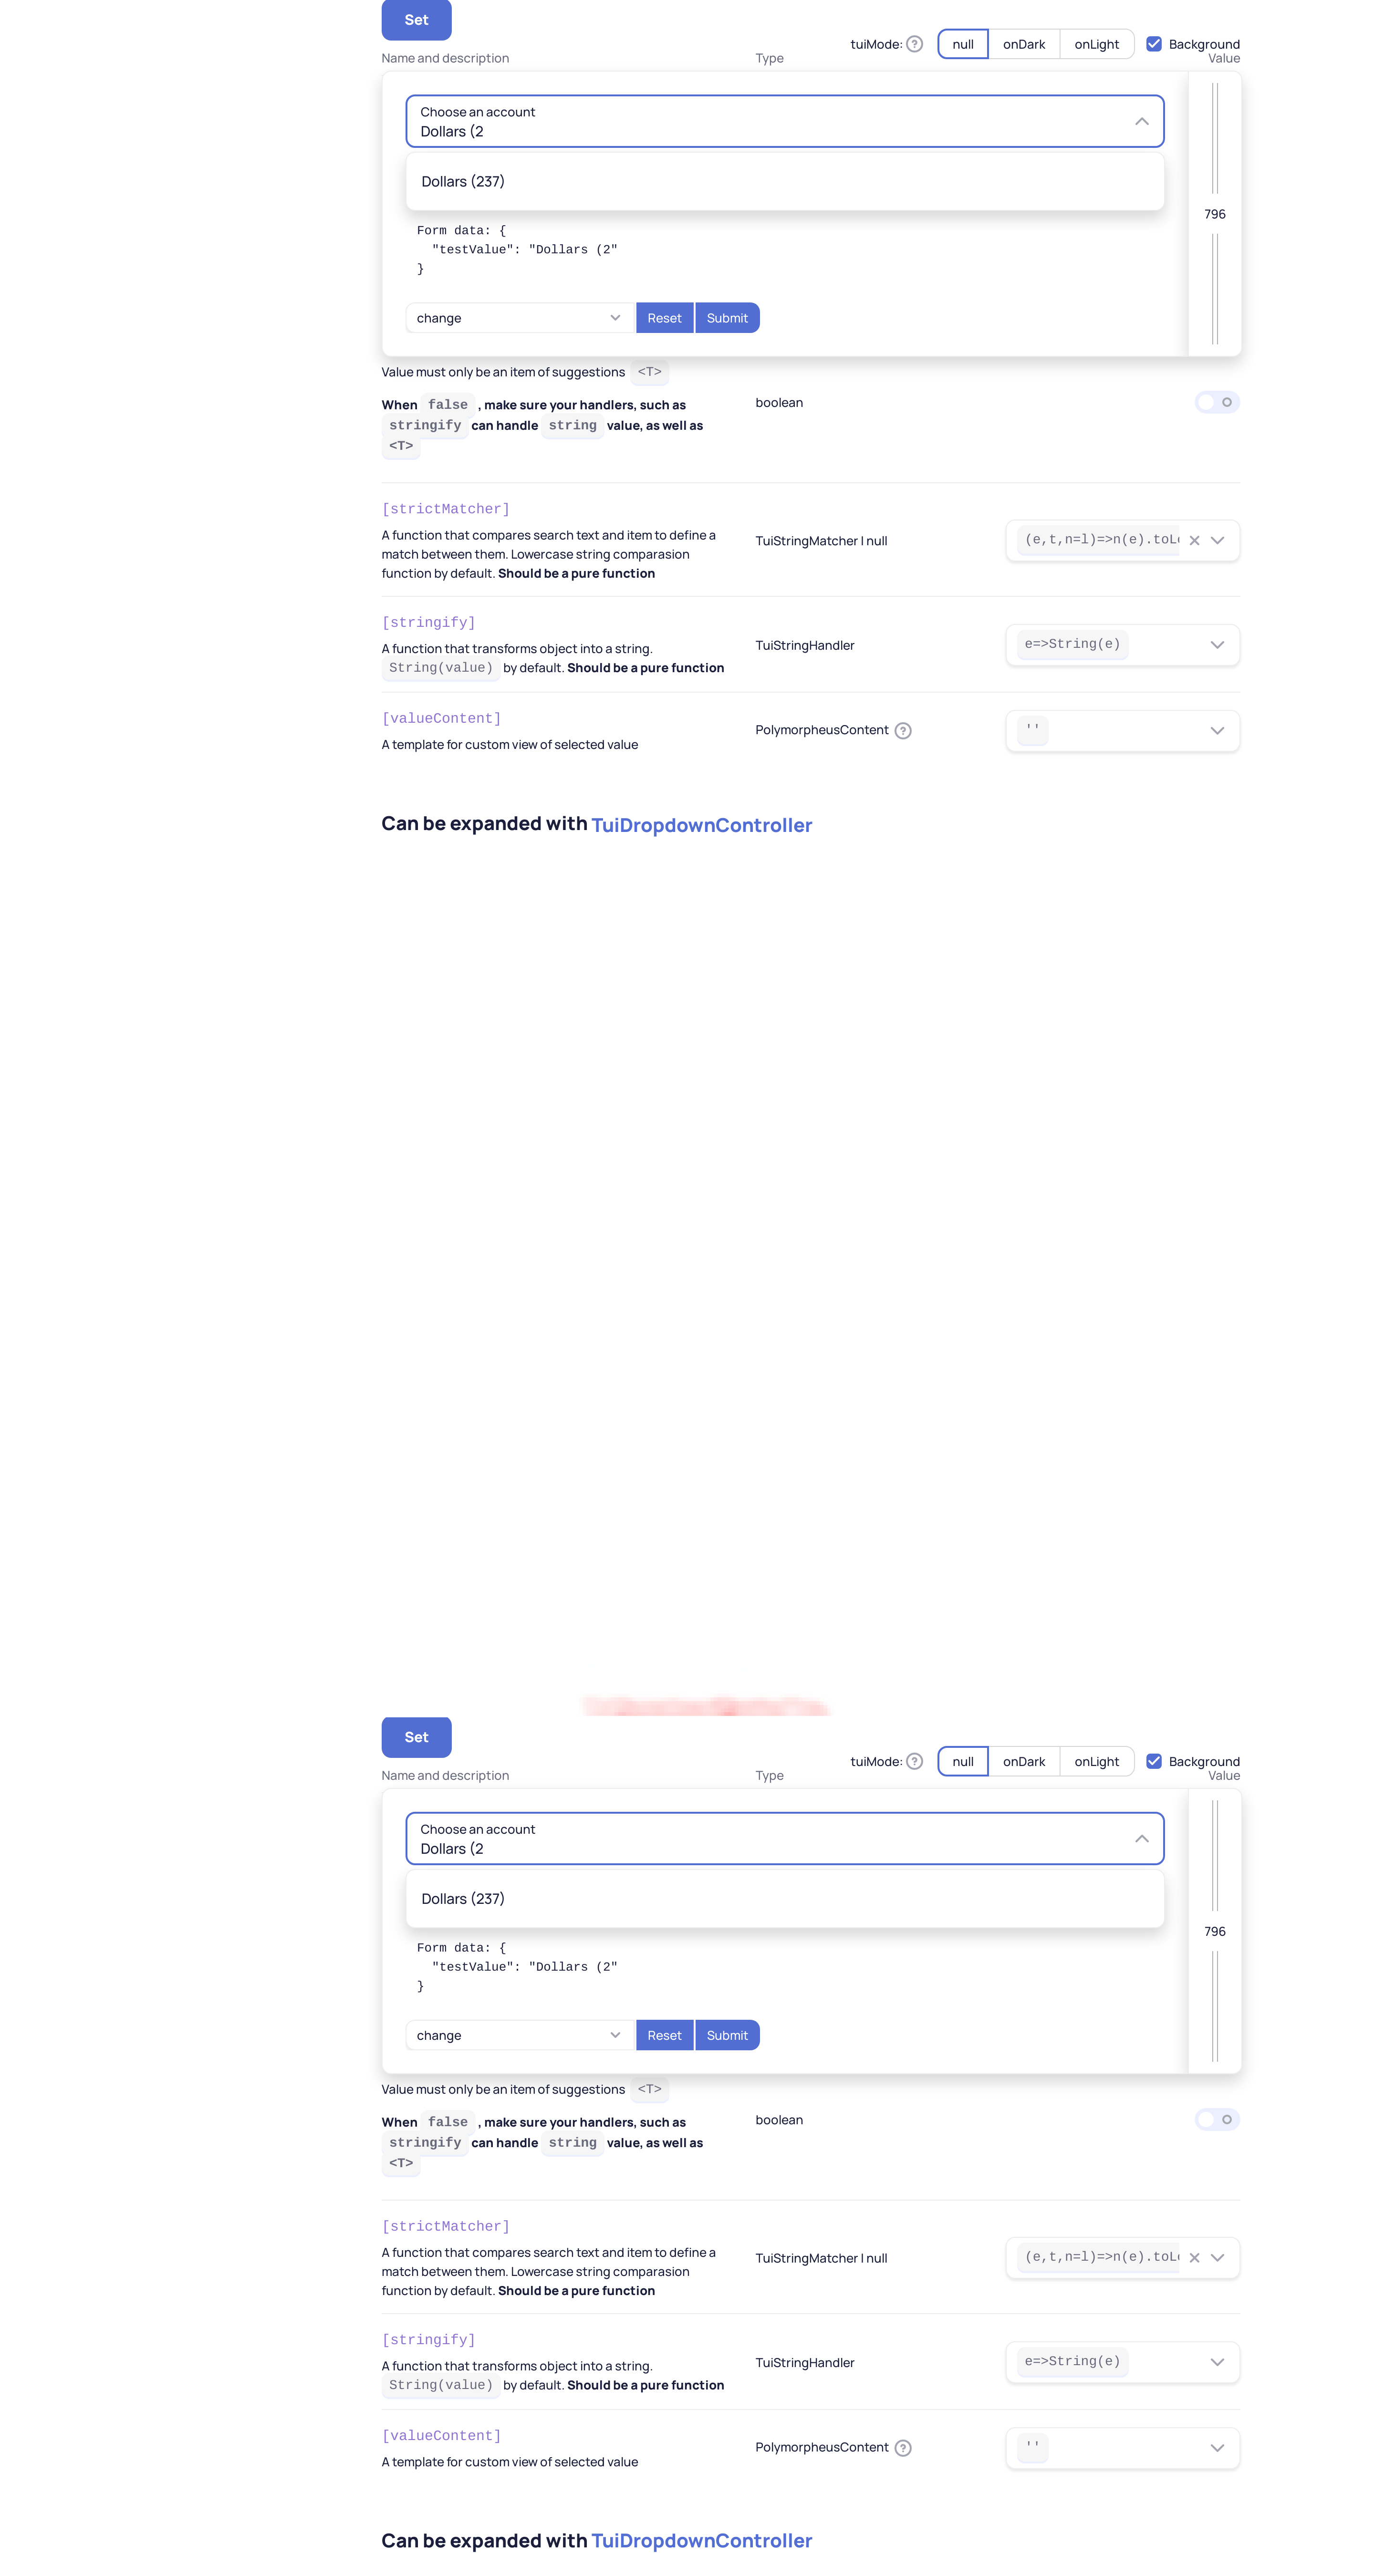 Set
tuiMode: null onDark onLight Background
Name and description Type Value
Choose an account
Dollars (2
Dollars (237)
796
Form data: {
"testValue": "Dollars (2"
}
change Reset Submit
Value must only be an item of suggestions <T>
When false , make sure your handlers, such as
boolean
stringify can handle string value, as well as
<T>
[strictMatcher]
A function that compares search text and item to define a
match between them. Lowercase string comparasion
function by default. Should be a pure function
TuiStringMatcher | null
(e,t,n=l)=>n(e).toL
[stringify]
A function that transforms object into a string.
String(value) by default. Should be a pure function
TuiStringHandler
e=>String(e)
[valueContent]
A template for custom view of selected value
PolymorpheusContent
''
Can be expanded with TuiDropdownController
Set
tuiMode: null onDark onLight Background
Name and description Type Value
Choose an account
Dollars (2
Dollars (237)
796
Form data: {
"testValue": "Dollars (2"
}
change Reset Submit
Value must only be an item of suggestions <T>
When false , make sure your handlers, such as
boolean
stringify can handle string value, as well as
<T>
[strictMatcher]
A function that compares search text and item to define a
match between them. Lowercase string comparasion
function by default. Should be a pure function
TuiStringMatcher | null
(e,t,n=l)=>n(e).toL
[stringify]
A function that transforms object into a string.
String(value) by default. Should be a pure function
TuiStringHandler
e=>String(e)
[valueContent]
A template for custom view of selected value
PolymorpheusContent
''
Can be expanded with TuiDropdownController